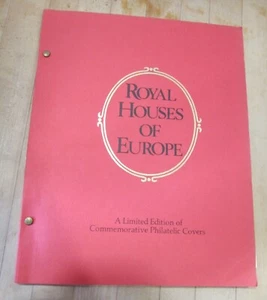 ROYAL
HOUSES
OF
EUROPE
A Limited Edition of
Commemorative Philatelic Covers